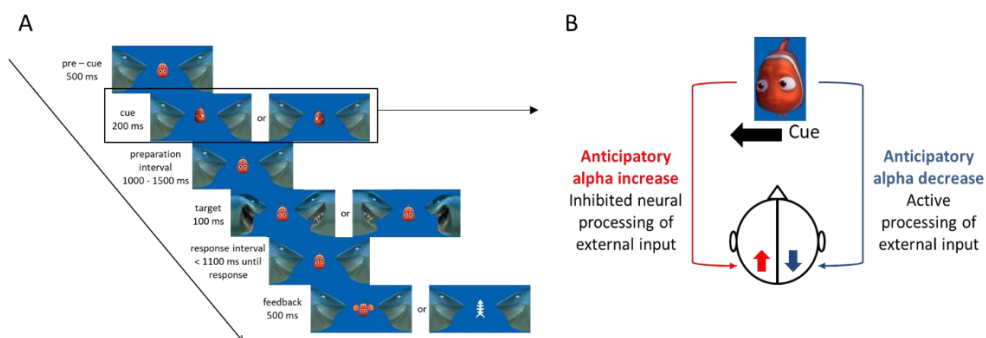 A
pre – cue
500 ms
cue
200 ms
or
preparation
interval
1000 - 1500 ms
target
100 ms
or
response interval
< 1100 ms until
response
feedback
500 ms
or
B
Cue
Anticipatory
alpha increase
Inhibited neural
processing of
external input
Anticipatory
alpha decrease
Active
processing of
external input